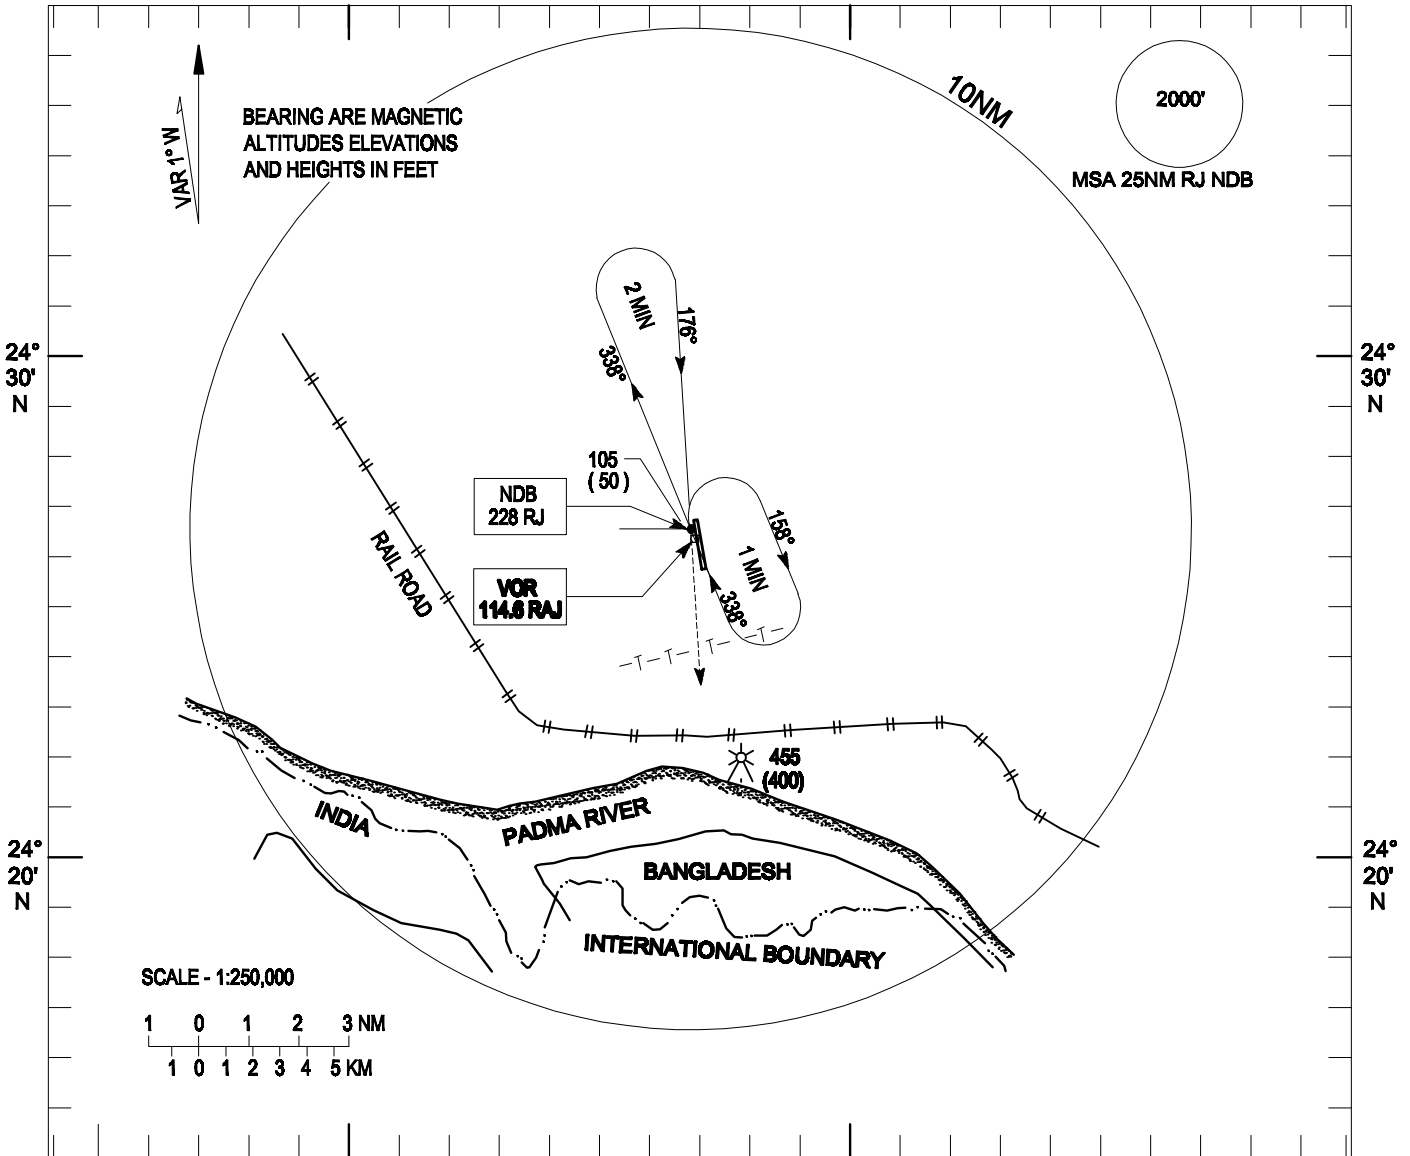 10NM
2000'
MSA 25NM RJ NDB
BEARING ARE MAGNETIC
ALTITUDES ELEVATIONS
AND HEIGHTS IN FEET
VAR 1° W
2 MIN
176°
338°
24°
30'
N
24°
30'
N
105
( 50 )
NDB
228 RJ
VOR
114.6 RAJ
158°
1 MIN
338°
RAIL ROAD
455
(400)
INDIA
PADMA RIVER
BANGLADESH
INTERNATIONAL BOUNDARY
24°
20'
N
24°
20'
N
SCALE - 1:250,000
1 0 1 2 3 NM
1 0 1 2 3 4 5 KM